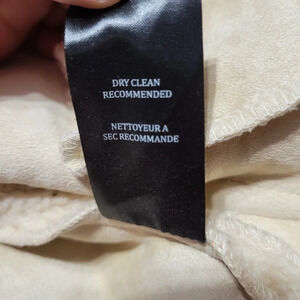 DRY CLEAN
RECOMMENDED
NETTOYEUR A
SEC RECOMMANDE